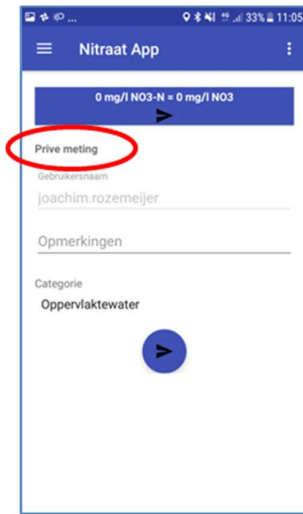 ... 33% 11:05
Nitraat App
0 mg/l NO3-N = 0 mg/l NO3
Prive meting
Gebruikersnaam
joachim.rozemeijer
Opmerkingen
Categorie
Oppervlaktewater